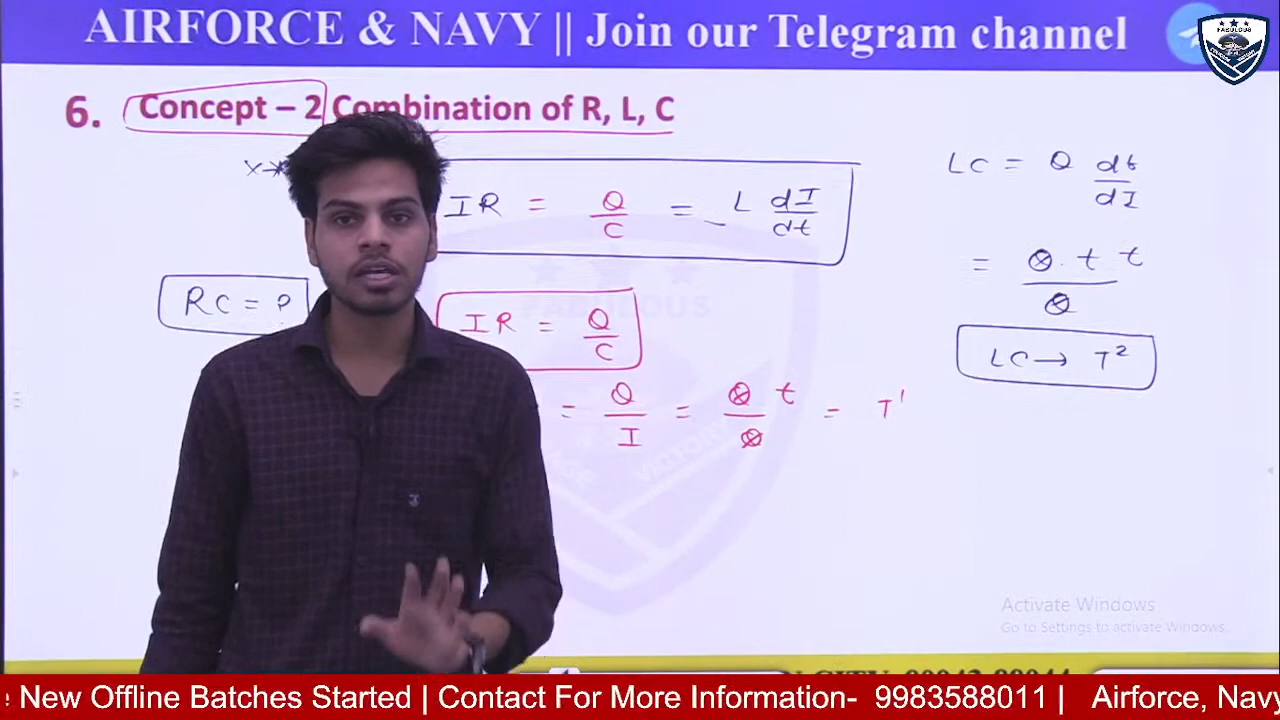 AIRFORCE & NAVY || Join our Telegram channel
FABULOUS
6. Concept – 2 Combination of R, L, C
IR = Q/C = L dI/dt
LC = Q dt/dI
= Q · t t / Q
LC → T²
RC = ?
IR = Q/C
= Q/I = Q t / Q = T¹
FABULOUS
Activate Windows
Go to Settings to activate Windows.
New Offline Batches Started | Contact For More Information- 9983588011 | Airforce, Navy